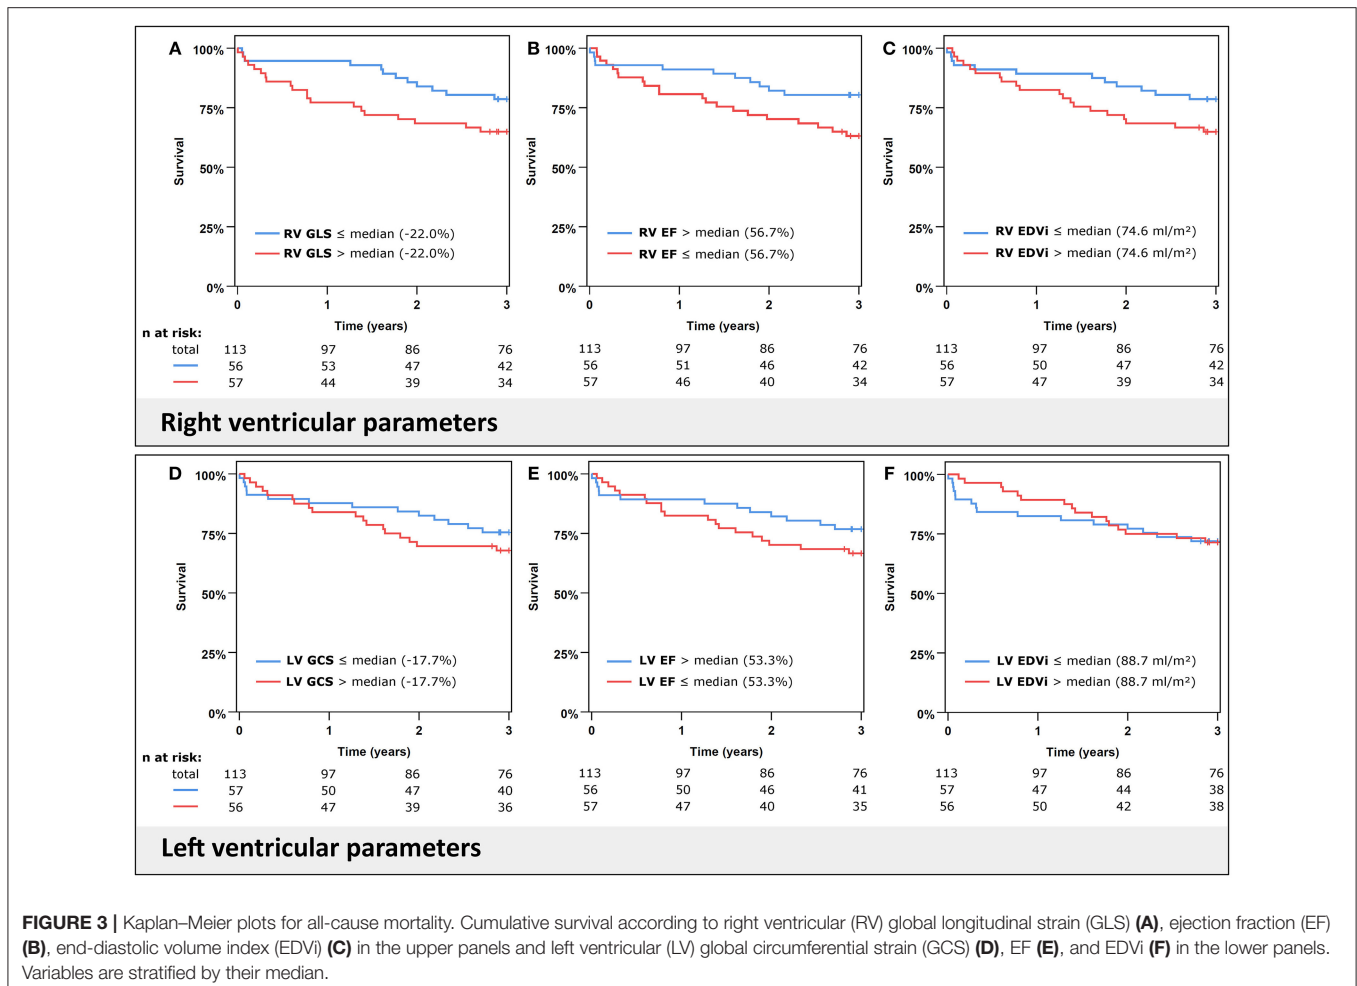 A
B
C
100%
75%
50%
25%
0%
Survival
RV GLS ≤ median (-22.0%)
RV GLS > median (-22.0%)
0 1 2 3
Time (years)
100%
75%
50%
25%
0%
Survival
RV EF > median (56.7%)
RV EF ≤ median (56.7%)
0 1 2 3
Time (years)
100%
75%
50%
25%
0%
Survival
RV EDVi ≤ median (74.6 ml/m²)
RV EDVi > median (74.6 ml/m²)
0 1 2 3
Time (years)
n at risk:
total 113 97 86 76 113 97 86 76 113 97 86 76
56 53 47 42 56 51 46 42 56 50 47 42
57 44 39 34 57 46 40 34 57 47 39 34
Right ventricular parameters
D
E
F
100%
75%
50%
25%
0%
Survival
LV GCS ≤ median (-17.7%)
LV GCS > median (-17.7%)
0 1 2 3
Time (years)
100%
75%
50%
25%
0%
Survival
LV EF > median (53.3%)
LV EF ≤ median (53.3%)
0 1 2 3
Time (years)
100%
75%
50%
25%
0%
Survival
LV EDVi ≤ median (88.7 ml/m²)
LV EDVi > median (88.7 ml/m²)
0 1 2 3
Time (years)
n at risk:
total 113 97 86 76 113 97 86 76 113 97 86 76
57 50 47 40 56 50 46 41 57 47 44 38
56 47 39 36 57 47 40 35 56 50 42 38
Left ventricular parameters
FIGURE 3 | Kaplan–Meier plots for all-cause mortality. Cumulative survival according to right ventricular (RV) global longitudinal strain (GLS) (A), ejection fraction (EF)
(B), end-diastolic volume index (EDVi) (C) in the upper panels and left ventricular (LV) global circumferential strain (GCS) (D), EF (E), and EDVi (F) in the lower panels.
Variables are stratified by their median.